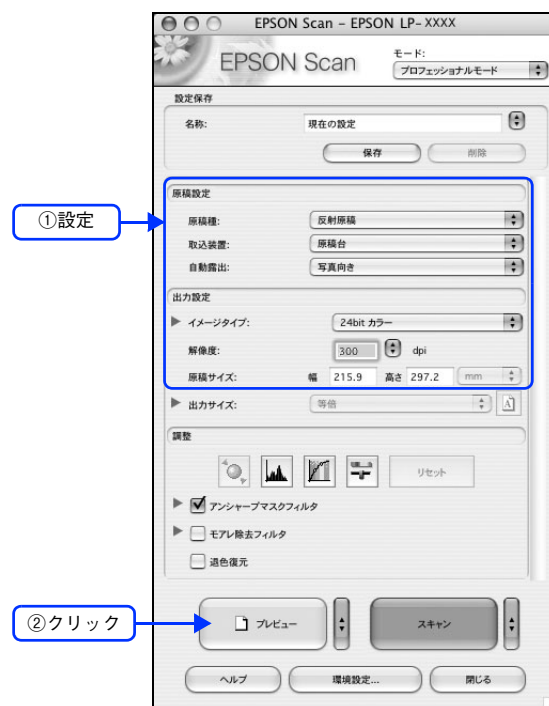 EPSON Scan – EPSON LP-XXXX
EPSON Scan
モード:
プロフェッショナルモード
設定保存
名称: 現在の設定
保存 削除
原稿設定
①設定
原稿種: 反射原稿
取込装置: 原稿台
自動露出: 写真向き
出力設定
イメージタイプ: 24bit カラー
解像度: 300 dpi
原稿サイズ: 幅 215.9 高さ 297.2 mm
出力サイズ: 等倍 A
調整
リセット
アンシャープマスクフィルタ
モアレ除去フィルタ
退色復元
②クリック
プレビュー スキャン
ヘルプ 環境設定... 閉じる